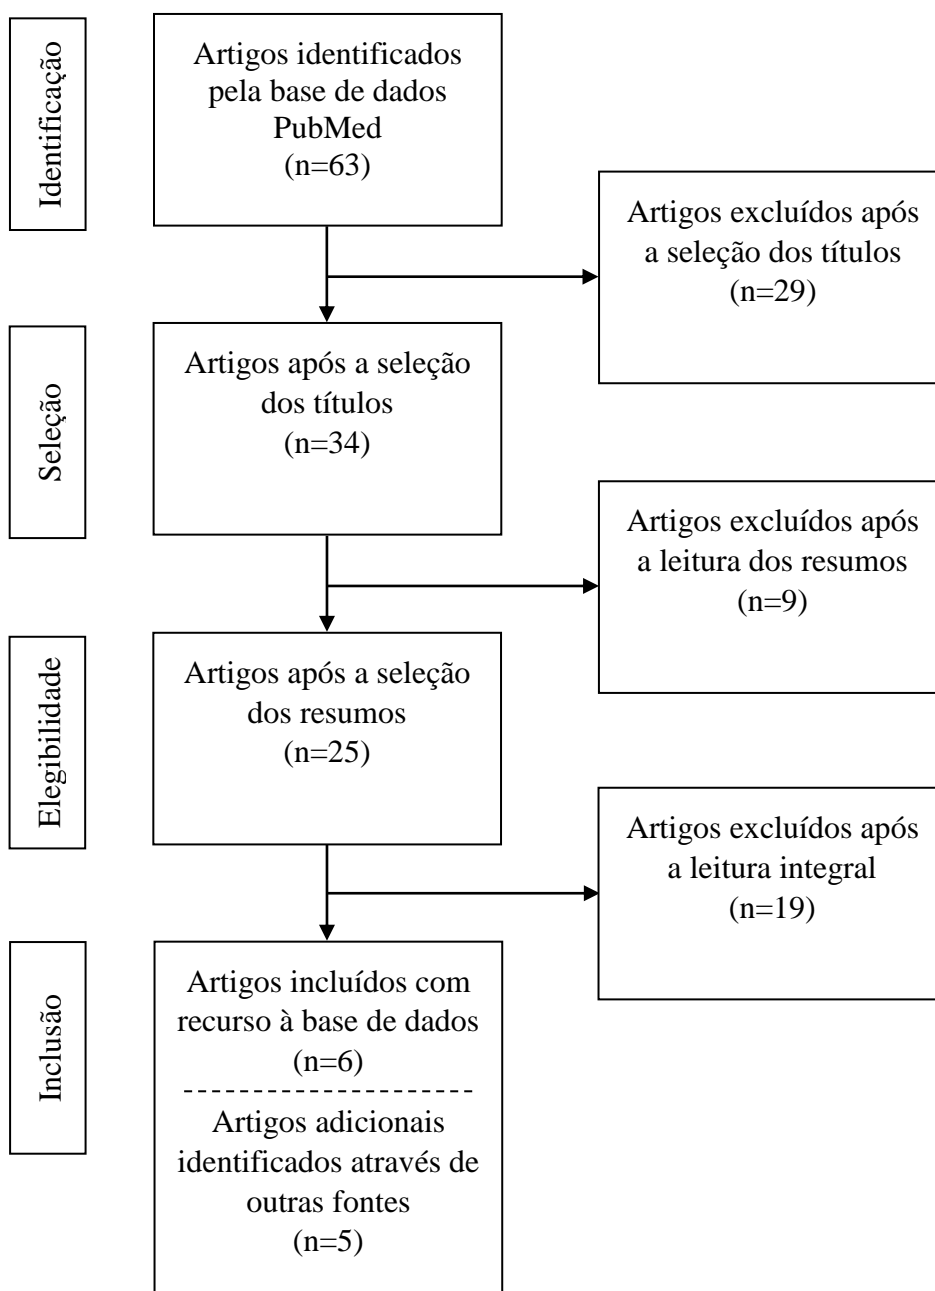 Identificação
Artigos identificados
pela base de dados
PubMed
(n=63)
Artigos excluídos após
a seleção dos títulos
(n=29)
Seleção
Artigos após a seleção
dos títulos
(n=34)
Artigos excluídos após
a leitura dos resumos
(n=9)
Elegibilidade
Artigos após a seleção
dos resumos
(n=25)
Artigos excluídos após
a leitura integral
(n=19)
Inclusão
Artigos incluídos com
recurso à base de dados
(n=6)
Artigos adicionais
identificados através de
outras fontes
(n=5)